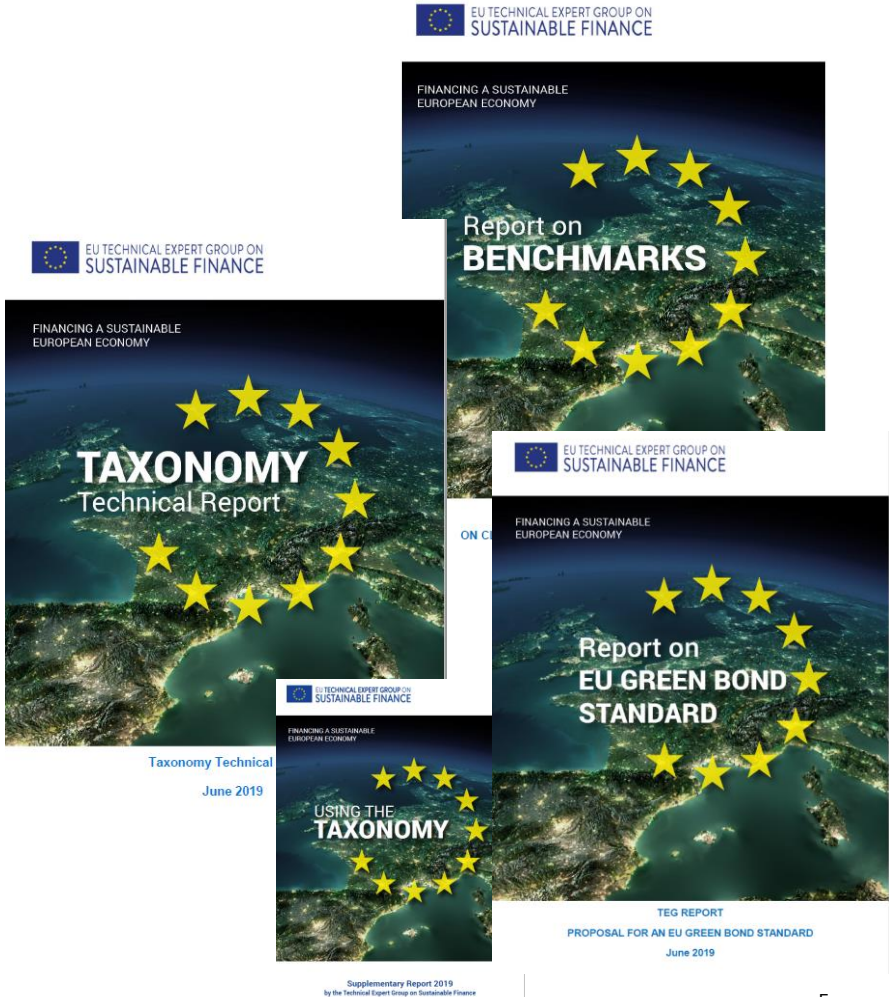 EU TECHNICAL EXPERT GROUP ON
SUSTAINABLE FINANCE
FINANCING A SUSTAINABLE
EUROPEAN ECONOMY
Report on
BENCHMARKS
ON
EU TECHNICAL EXPERT GROUP ON
SUSTAINABLE FINANCE
FINANCING A SUSTAINABLE
EUROPEAN ECONOMY
TAXONOMY
Technical Report
Taxonomy Technical
June 2019
EU TECHNICAL EXPERT GROUP ON
SUSTAINABLE FINANCE
FINANCING A SUSTAINABLE
EUROPEAN ECONOMY
Report on
EU GREEN BOND
STANDARD
TEG REPORT
PROPOSAL FOR AN EU GREEN BOND STANDARD
June 2019
EU TECHNICAL EXPERT GROUP ON
SUSTAINABLE FINANCE
FINANCING A SUSTAINABLE
EUROPEAN ECONOMY
USING THE
TAXONOMY
Supplementary Report 2019
by the Technical Expert Group on Sustainable Finance